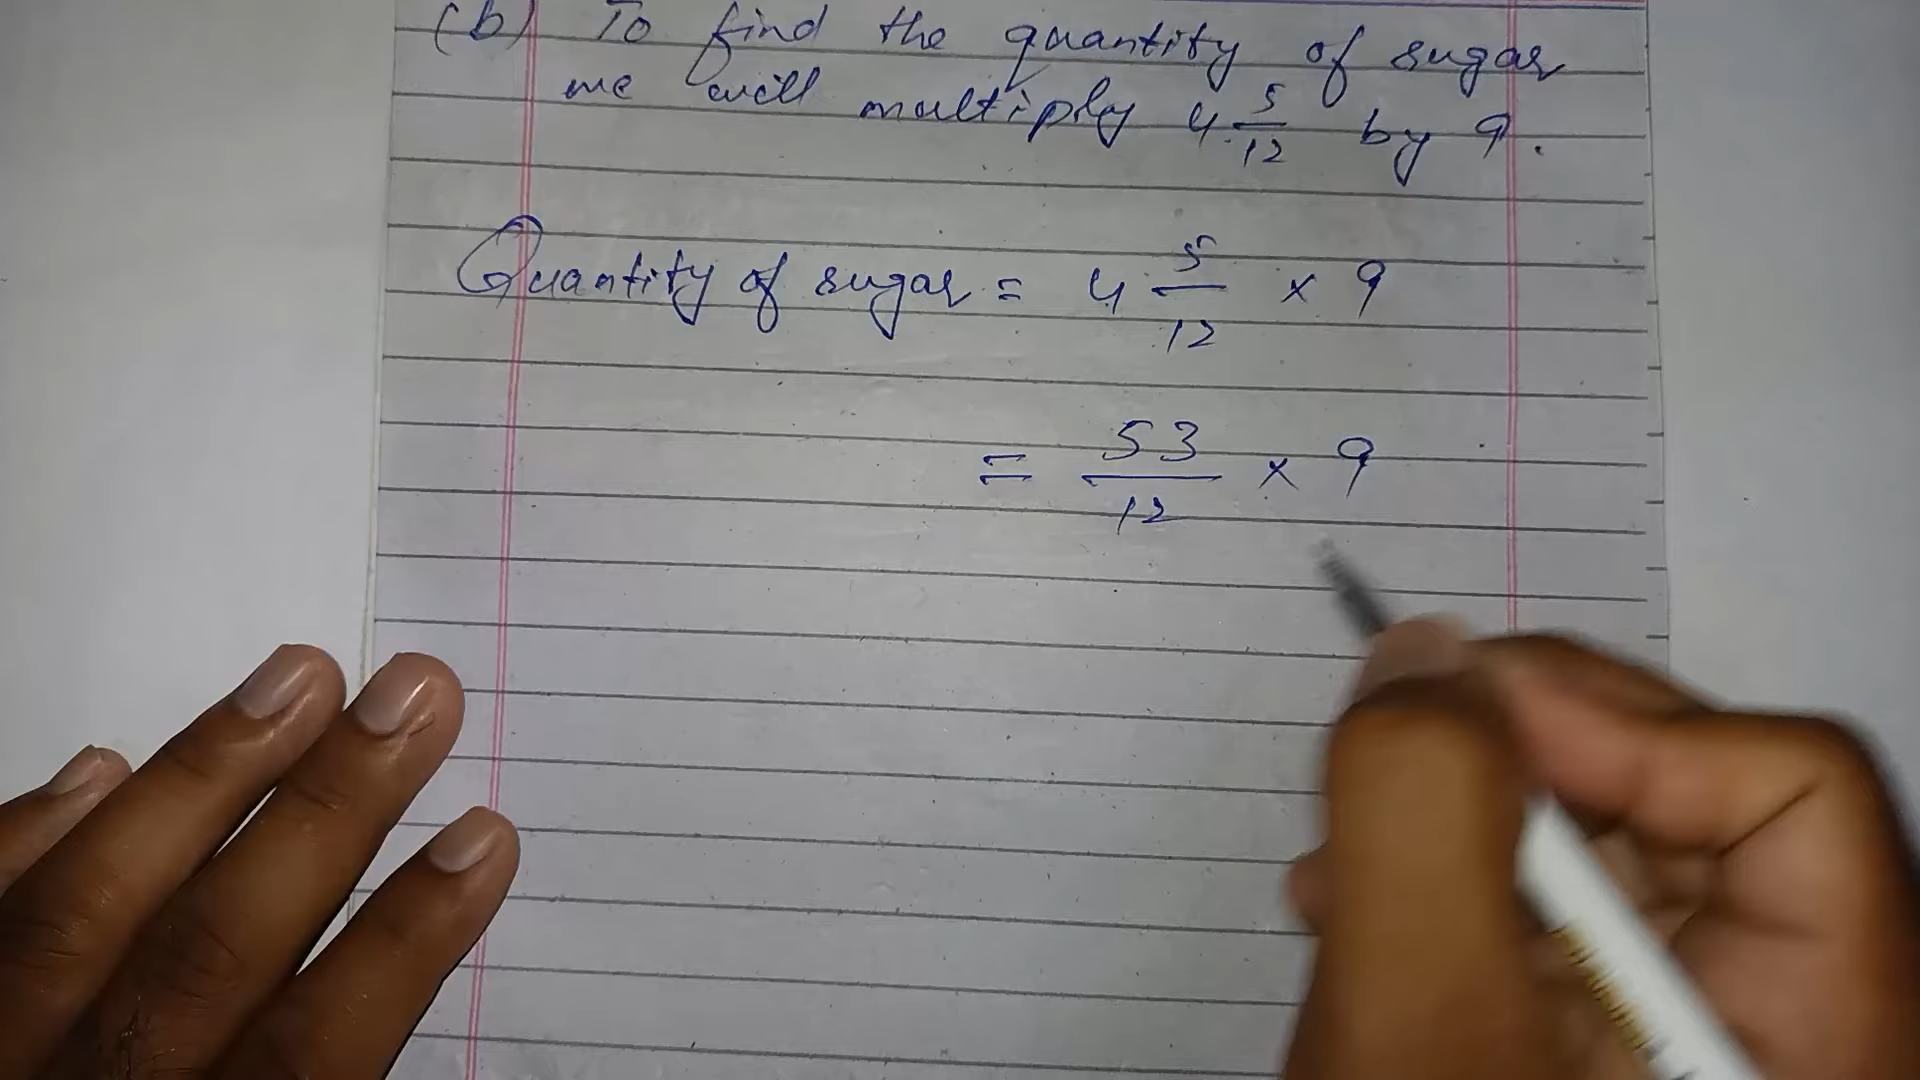 (b) To find the quantity of sugar
we will multiply 4 5/12 by 9.
Quantity of sugar = 4 5/12 × 9
= 53/12 × 9